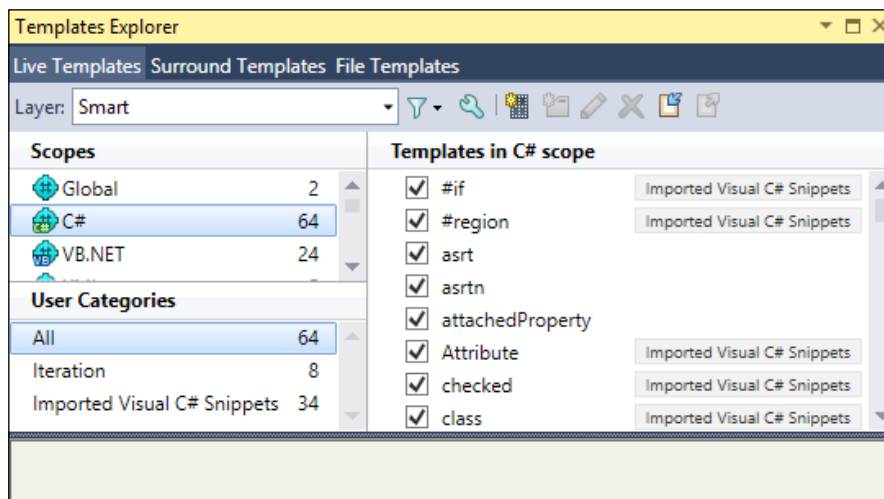 Templates Explorer
Live Templates Surround Templates File Templates
Layer: Smart
Scopes
Global 2
C# 64
VB.NET 24
User Categories
All 64
Iteration 8
Imported Visual C# Snippets 34
Templates in C# scope
#if Imported Visual C# Snippets
#region Imported Visual C# Snippets
asrt
asrtn
attachedProperty
Attribute Imported Visual C# Snippets
checked Imported Visual C# Snippets
class Imported Visual C# Snippets